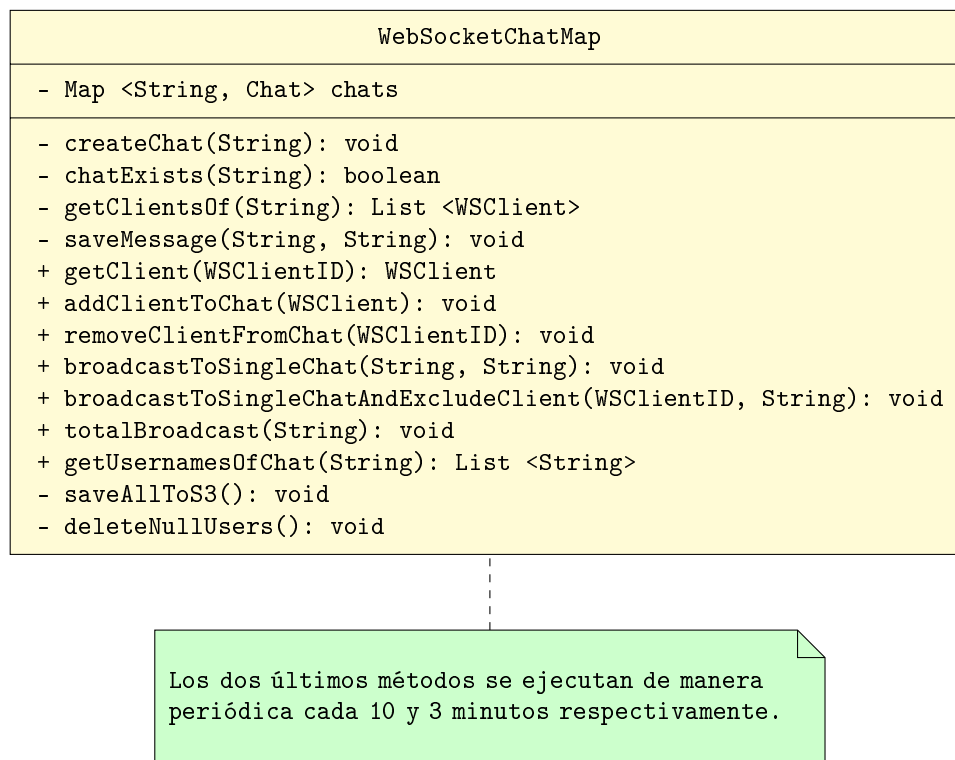 WebSocketChatMap
- Map <String, Chat> chats
- createChat(String): void
- chatExists(String): boolean
- getClientsOf(String): List <WSClient>
- saveMessage(String, String): void
+ getClient(WSClientID): WSClient
+ addClientToChat(WSClient): void
+ removeClientFromChat(WSClientID): void
+ broadcastToSingleChat(String, String): void
+ broadcastToSingleChatAndExcludeClient(WSClientID, String): void
+ totalBroadcast(String): void
+ getUsernamesOfChat(String): List <String>
- saveAllToS3(): void
- deleteNullUsers(): void
Los dos últimos métodos se ejecutan de manera
periódica cada 10 y 3 minutos respectivamente.